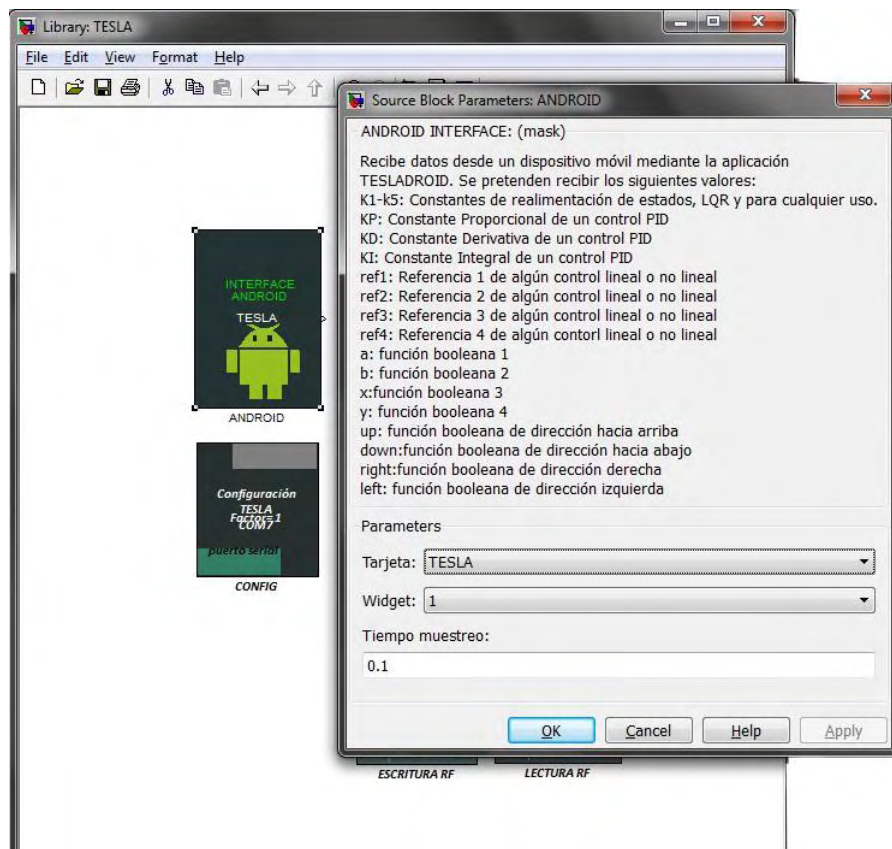 Library: TESLA
File Edit View Format Help
INTERFACE
ANDROID
TESLA
ANDROID
Configuración
TESLA
Factor=1
COM7
puerto serial
CONFIG
Source Block Parameters: ANDROID
ANDROID INTERFACE: (mask)
Recibe datos desde un dispositivo móvil mediante la aplicación
TESLADROID. Se pretenden recibir los siguientes valores:
K1-k5: Constantes de realimentación de estados, LQR y para cualquier uso.
KP: Constante Proporcional de un control PID
KD: Constante Derivativa de un control PID
KI: Constante Integral de un control PID
ref1: Referencia 1 de algún control lineal o no lineal
ref2: Referencia 2 de algún control lineal o no lineal
ref3: Referencia 3 de algún control lineal o no lineal
ref4: Referencia 4 de algún contorl lineal o no lineal
a: función booleana 1
b: función booleana 2
x:función booleana 3
y: función booleana 4
up: función booleana de dirección hacia arriba
down:función booleana de dirección hacia abajo
right:función booleana de dirección derecha
left: función booleana de dirección izquierda
Parameters
Tarjeta: TESLA
Widget: 1
Tiempo muestreo:
0.1
OK Cancel Help Apply
ESCRITURA RF LECTURA RF